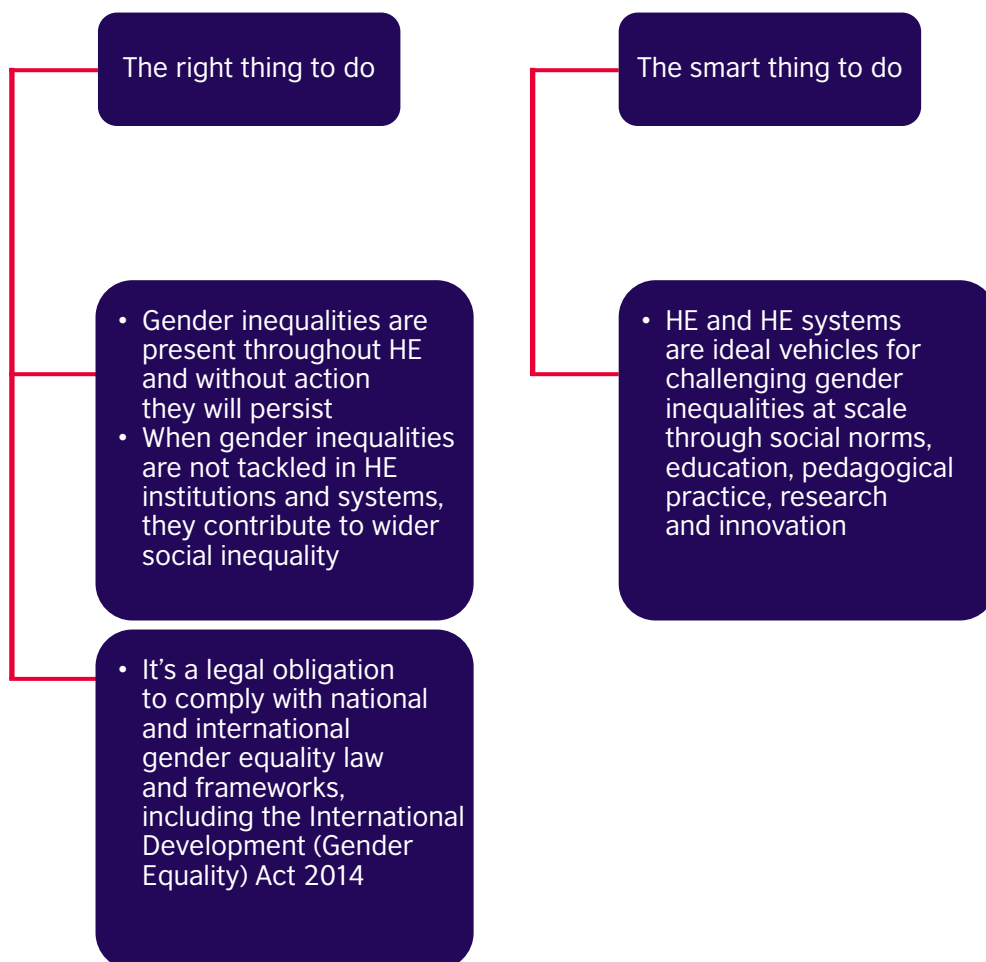 The right thing to do
• Gender inequalities are
present throughout HE
and without action
they will persist
• When gender inequalities
are not tackled in HE
institutions and systems,
they contribute to wider
social inequality
• It’s a legal obligation
to comply with national
and international
gender equality law
and frameworks,
including the International
Development (Gender
Equality) Act 2014
The smart thing to do
• HE and HE systems
are ideal vehicles for
challenging gender
inequalities at scale
through social norms,
education, pedagogical
practice, research
and innovation